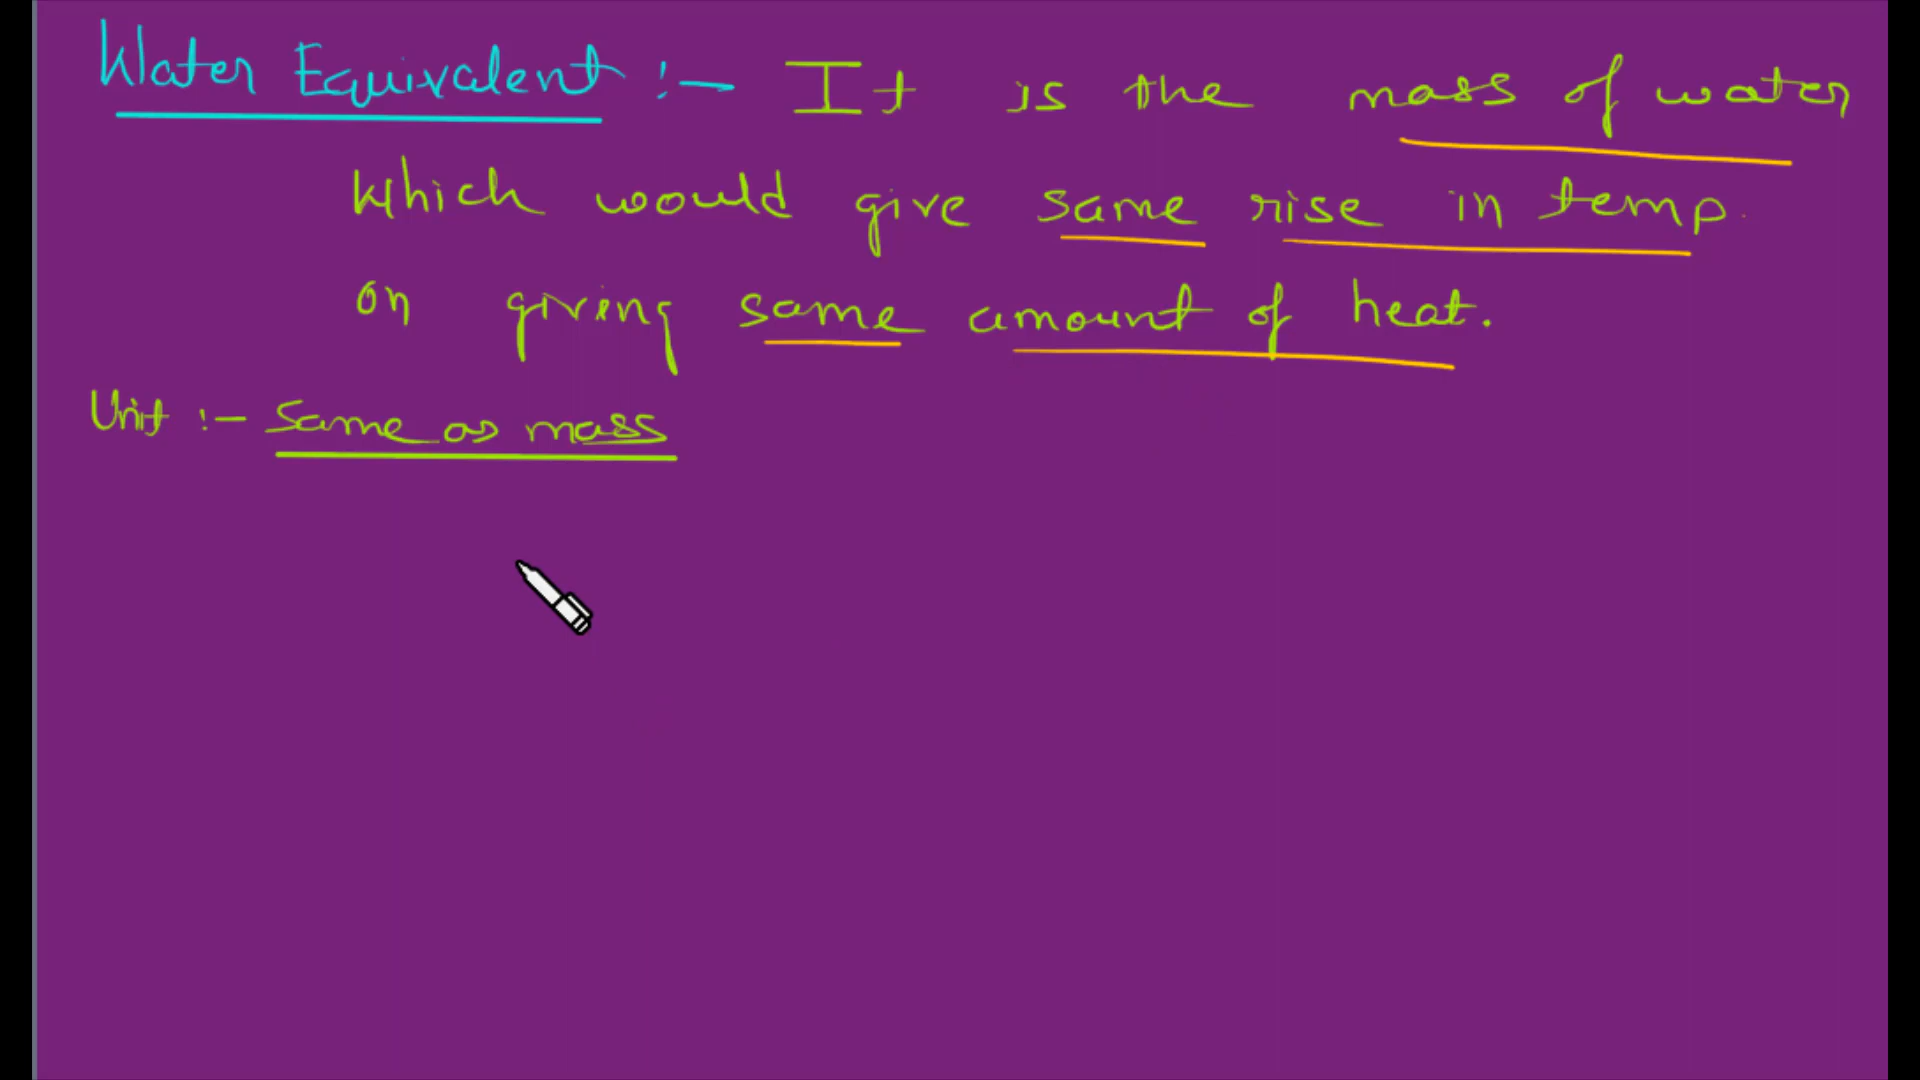 Water Equivalent :- It is the mass of water
which would give same rise in temp.
on giving same amount of heat.
Unit :- Same as mass